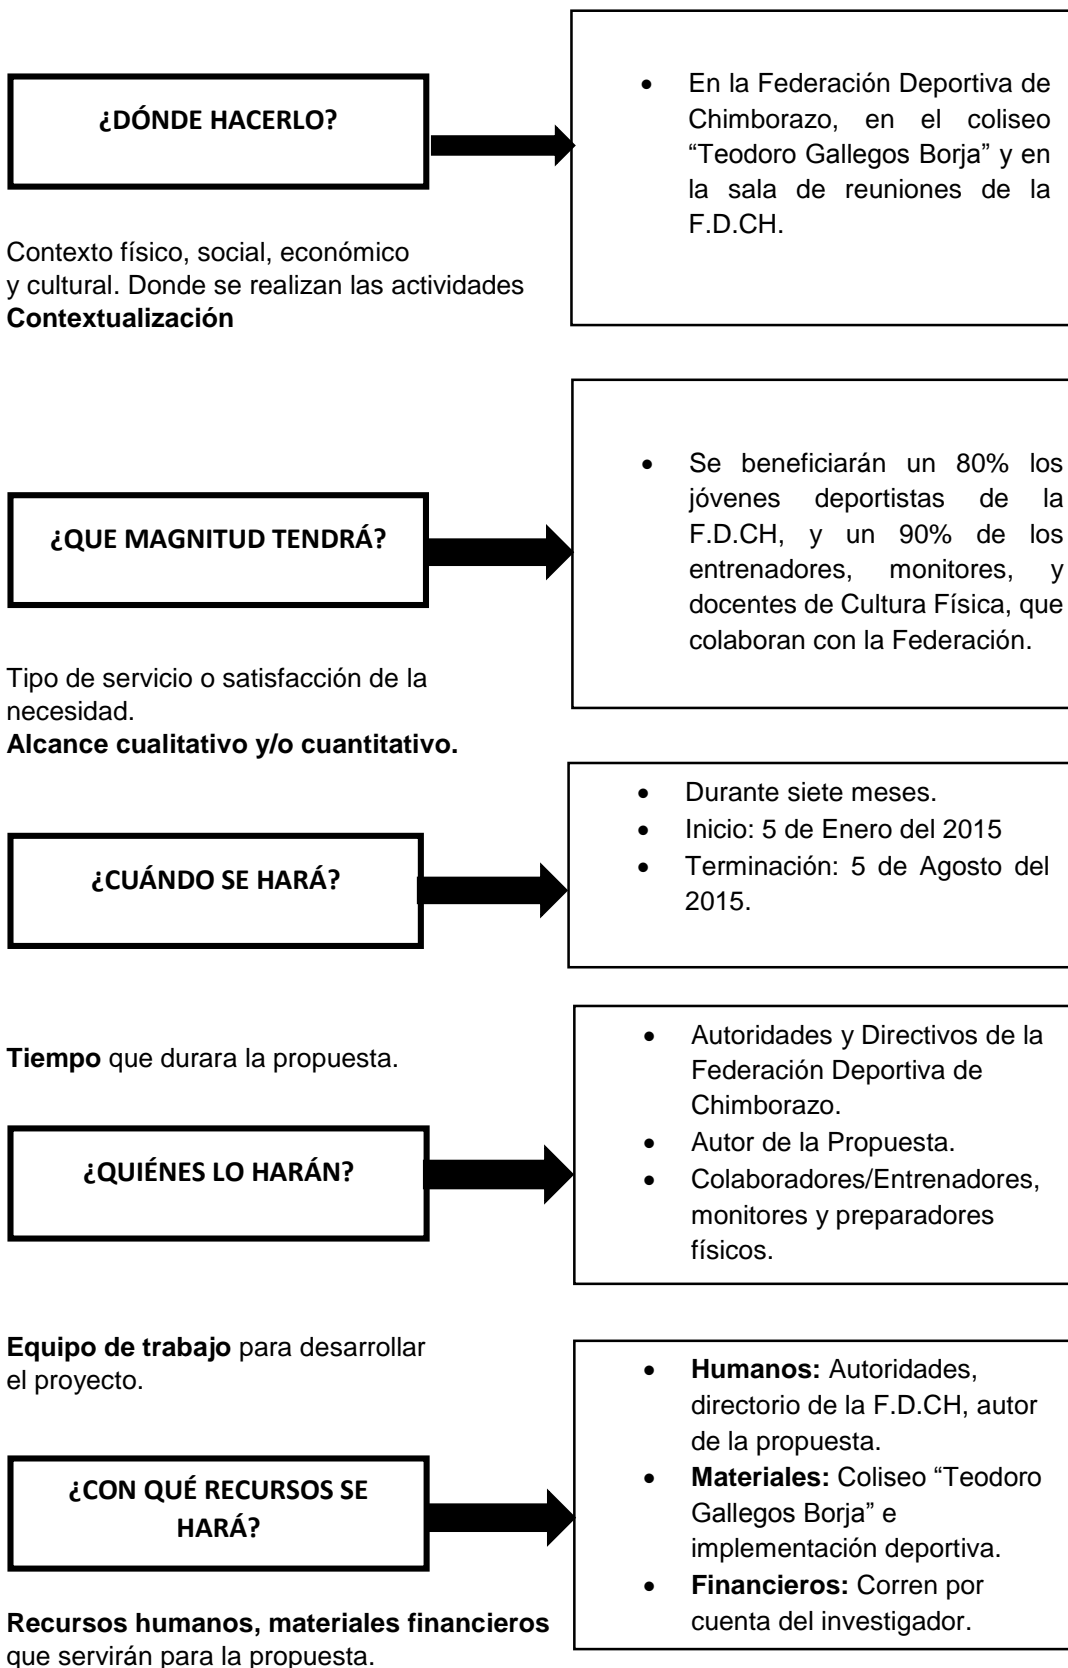 ¿DÓNDE HACERLO?
• En la Federación Deportiva de
Chimborazo, en el coliseo
“Teodoro Gallegos Borja” y en
la sala de reuniones de la
F.D.CH.
Contexto físico, social, económico
y cultural. Donde se realizan las actividades
Contextualización
¿QUE MAGNITUD TENDRÁ?
• Se beneficiarán un 80% los
jóvenes deportistas de la
F.D.CH, y un 90% de los
entrenadores, monitores, y
docentes de Cultura Física, que
colaboran con la Federación.
Tipo de servicio o satisfacción de la
necesidad.
Alcance cualitativo y/o cuantitativo.
¿CUÁNDO SE HARÁ?
• Durante siete meses.
• Inicio: 5 de Enero del 2015
• Terminación: 5 de Agosto del
2015.
Tiempo que durara la propuesta.
¿QUIÉNES LO HARÁN?
• Autoridades y Directivos de la
Federación Deportiva de
Chimborazo.
• Autor de la Propuesta.
• Colaboradores/Entrenadores,
monitores y preparadores
físicos.
Equipo de trabajo para desarrollar
el proyecto.
¿CON QUÉ RECURSOS SE
HARÁ?
• Humanos: Autoridades,
directorio de la F.D.CH, autor
de la propuesta.
• Materiales: Coliseo “Teodoro
Gallegos Borja” e
implementación deportiva.
• Financieros: Corren por
cuenta del investigador.
Recursos humanos, materiales financieros
que servirán para la propuesta.